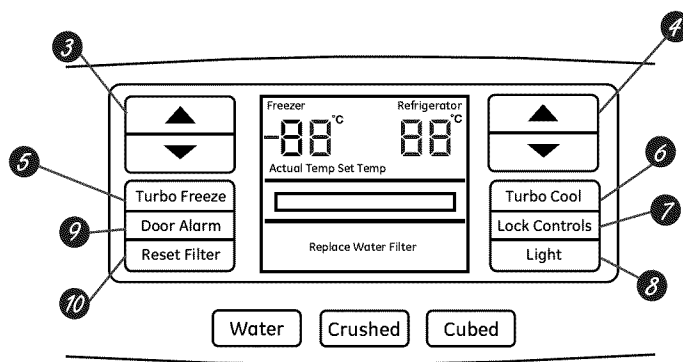 3
4
Freezer Refrigerator
-88 °C 88 °C
Actual Temp Set Temp
5
Turbo Freeze
Turbo Cool
6
9
Door Alarm
Lock Controls
7
Reset Filter
Replace Water Filter
Light
10
8
Water Crushed Cubed